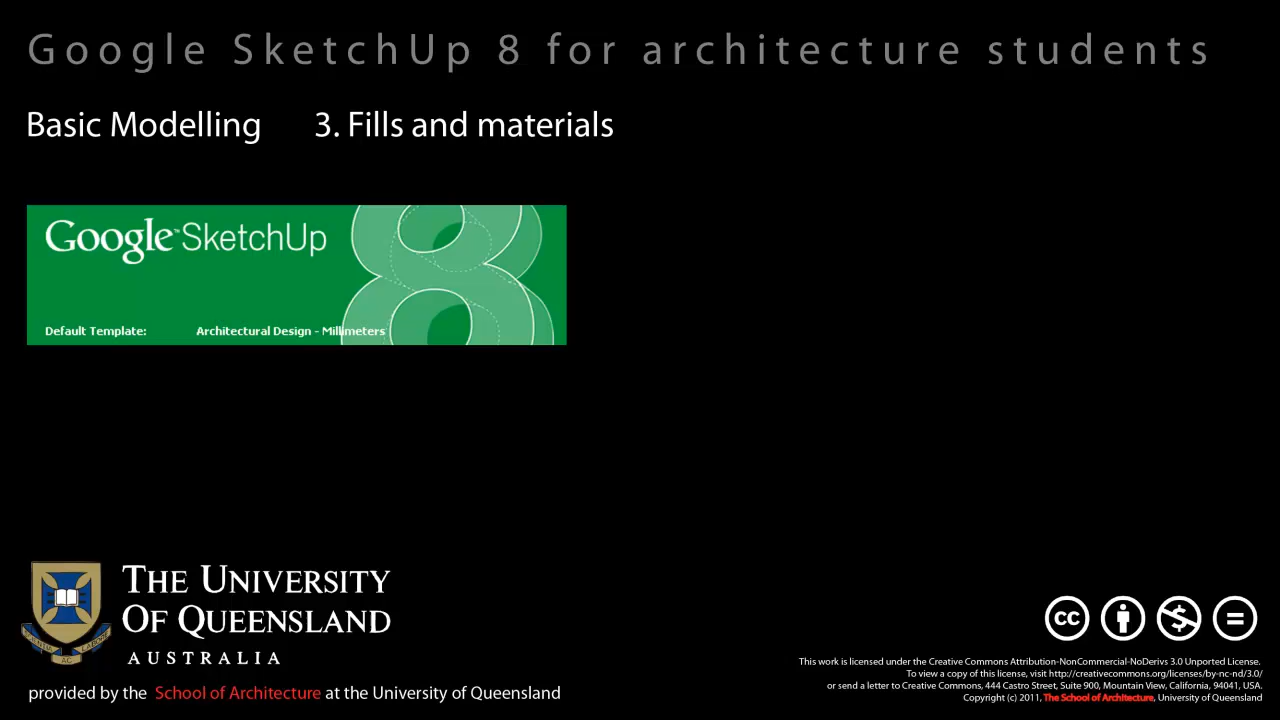 Google SketchUp 8 for architecture students
Basic Modelling 3. Fills and materials
Google™ SketchUp
Default Template: Architectural Design - Millimeters
THE UNIVERSITY
OF QUEENSLAND
AUSTRALIA
provided by the School of Architecture at the University of Queensland
cc
This work is licensed under the Creative Commons Attribution-NonCommercial-NoDerivs 3.0 Unported License.
To view a copy of this license, visit http://creativecommons.org/licenses/by-nc-nd/3.0/
or send a letter to Creative Commons, 444 Castro Street, Suite 900, Mountain View, California, 94041, USA.
Copyright (c) 2011, The School of Architecture, University of Queensland